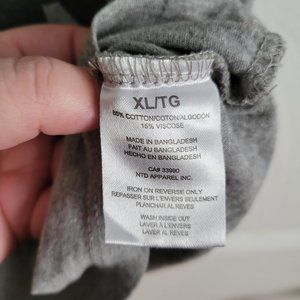 XL/TG
85% COTTON/COTON/ALGODON
15% VISCOSE
MADE IN BANGLADESH
FAIT AU BANGLADESH
HECHO EN BANGLADESH
CA# 33990
NTD APPAREL INC.
IRON ON REVERSE ONLY
REPASSER SUR L'ENVERS SEULEMENT
PLANCHAR AL REVES
WASH INSIDE OUT
LAVER À L'ENVERS
LAVAR AL REVES